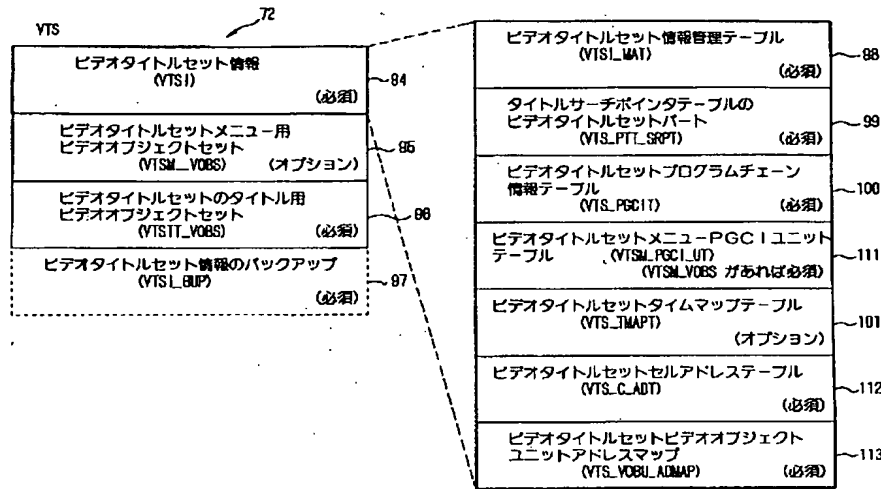 72
VTS
ビデオタイトルセット情報
(VTSI)
(必須)
94
ビデオタイトルセットメニュー用
ビデオオブジェクトセット
(VTSM_VOBS) (オプション)
95
ビデオタイトルセットのタイトル用
ビデオオブジェクトセット
(VTSTT_VOBS) (必須)
96
ビデオタイトルセット情報のバックアップ
(VTSI_BUP)
(必須)
97
ビデオタイトルセット情報管理テーブル
(VTSI_MAT)
(必須)
98
タイトルサーチポインタテーブルの
ビデオタイトルセットパート
(VTS_PTT_SRPT) (必須)
99
ビデオタイトルセットプログラムチェーン
情報テーブル
(VTS_PGCIT) (必須)
100
ビデオタイトルセットメニューPGCIユニット
テーブル (VTSM_PGCI_UT)
(VTSM_VOBS があれば必須)
111
ビデオタイトルセットタイムマップテーブル
(VTS_TMAPT)
(オプション)
101
ビデオタイトルセットセルアドレステーブル
(VTS_C_ADT)
(必須)
112
ビデオタイトルセットビデオオブジェクト
ユニットアドレスマップ
(VTS_VOBU_ADMAP) (必須)
113